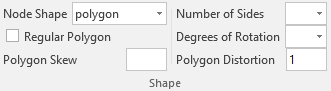 Node Shape polygon Number of Sides
Regular Polygon Degrees of Rotation
Polygon Skew Polygon Distortion 1
Shape